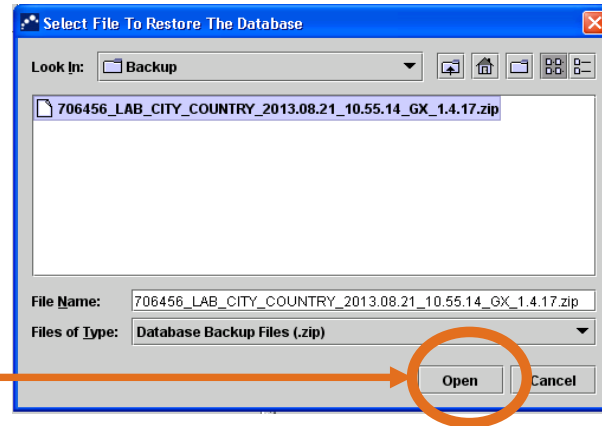 Select File To Restore The Database
Look In: Backup
706456_LAB_CITY_COUNTRY_2013.08.21_10.55.14_GX_1.4.17.zip
File Name: 706456_LAB_CITY_COUNTRY_2013.08.21_10.55.14_GX_1.4.17.zip
Files of Type: Database Backup Files (.zip)
Open Cancel